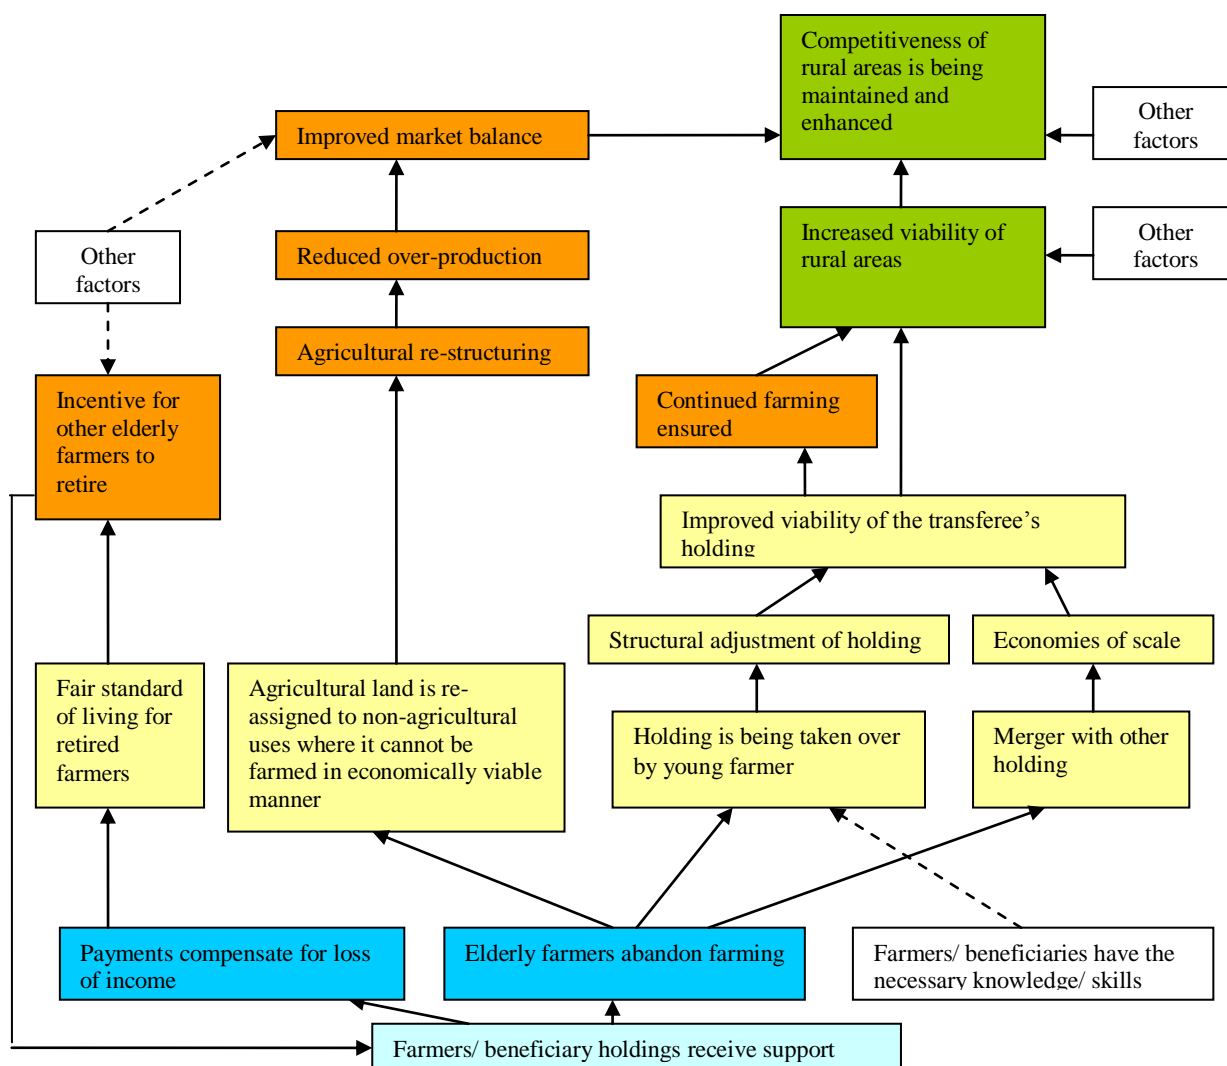 Competitiveness of
rural areas is being
maintained and
enhanced
Other
factors
Improved market balance
Other
factors
Reduced over-production
Increased viability of
rural areas
Other
factors
Agricultural re-structuring
Incentive for
other elderly
farmers to
retire
Continued farming
ensured
Improved viability of the transferee’s
holding
Structural adjustment of holding
Economies of scale
Fair standard
of living for
retired
farmers
Agricultural land is re-
assigned to non-agricultural
uses where it cannot be
farmed in economically viable
manner
Holding is being taken over
by young farmer
Merger with other
holding
Payments compensate for loss
of income
Elderly farmers abandon farming
Farmers/ beneficiaries have the
necessary knowledge/ skills
Farmers/ beneficiary holdings receive support